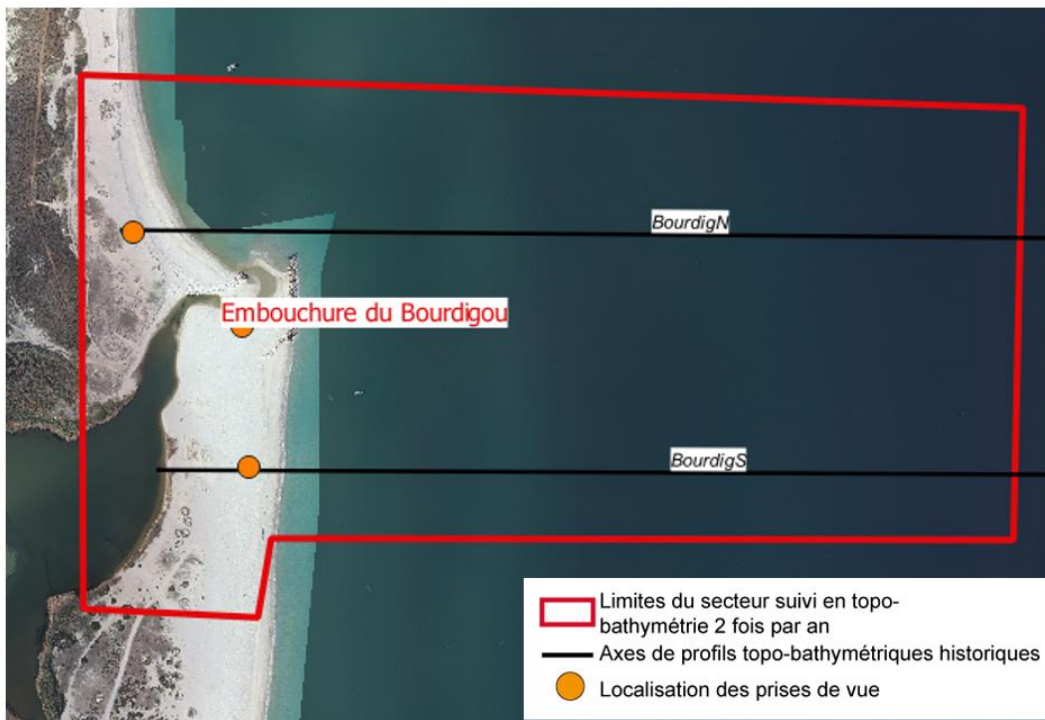 BourdigN
Embouchure du Bourdigou
BourdigS
Limites du secteur suivi en topo-
bathymétrie 2 fois par an
Axes de profils topo-bathymétriques historiques
Localisation des prises de vue